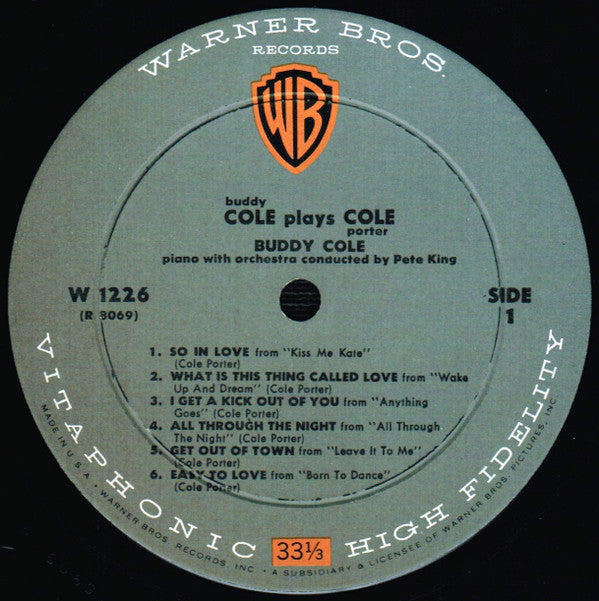 WARNER BROS.
RECORDS
WB
buddy
COLE plays COLE
porter
BUDDY COLE
piano with orchestra conducted by Pete King
W 1226
(R 8069)
SIDE
1
1. SO IN LOVE from "Kiss Me Kate"
(Cole Porter)
2. WHAT IS THIS THING CALLED LOVE from "Wake
Up And Dream" (Cole Porter)
3. I GET A KICK OUT OF YOU from "Anything
Goes" (Cole Porter)
4. ALL THROUGH THE NIGHT from "All Through
The Night" (Cole Porter)
5. GET OUT OF TOWN from "Leave It To Me"
(Cole Porter)
6. EASY TO LOVE from "Born To Dance"
(Cole Porter)
VITAPHONIC
33⅓
HIGH FIDELITY
MADE IN U.S.A. • WARNER BROS. RECORDS, INC. • A SUBSIDIARY & LICENSEE OF WARNER BROS. PICTURES, INC.